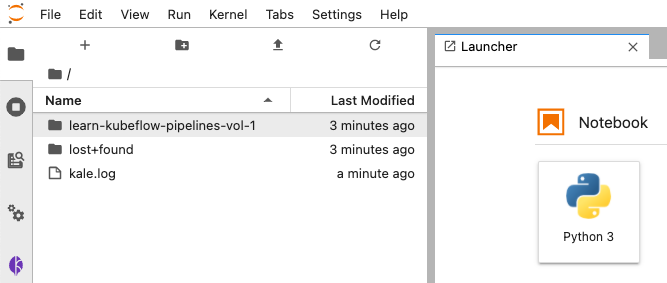 File Edit View Run Kernel Tabs Settings Help
Launcher
/
Name Last Modified
learn-kubeflow-pipelines-vol-1 3 minutes ago
lost+found 3 minutes ago
kale.log a minute ago
Notebook
Python 3